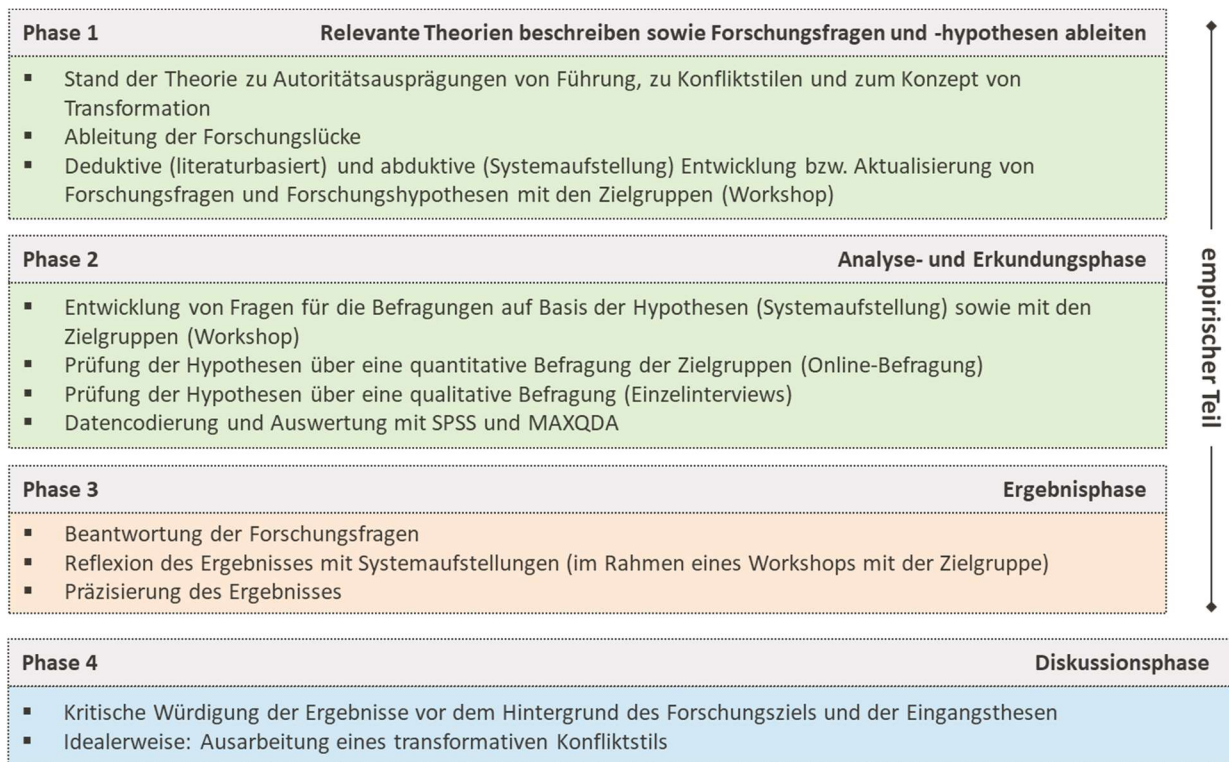 Phase 1 Relevante Theorien beschreiben sowie Forschungsfragen und -hypothesen ableiten
▪ Stand der Theorie zu Autoritätsausprägungen von Führung, zu Konfliktstilen und zum Konzept von
Transformation
▪ Ableitung der Forschungslücke
▪ Deduktive (literaturbasiert) und abduktive (Systemaufstellung) Entwicklung bzw. Aktualisierung von
Forschungsfragen und Forschungshypothesen mit den Zielgruppen (Workshop)
Phase 2 Analyse- und Erkundungsphase
▪ Entwicklung von Fragen für die Befragungen auf Basis der Hypothesen (Systemaufstellung) sowie mit den
Zielgruppen (Workshop)
▪ Prüfung der Hypothesen über eine quantitative Befragung der Zielgruppen (Online-Befragung)
▪ Prüfung der Hypothesen über eine qualitative Befragung (Einzelinterviews)
▪ Datencodierung und Auswertung mit SPSS und MAXQDA
Phase 3 Ergebnisphase
▪ Beantwortung der Forschungsfragen
▪ Reflexion des Ergebnisses mit Systemaufstellungen (im Rahmen eines Workshops mit der Zielgruppe)
▪ Präzisierung des Ergebnisses
empirischer Teil
Phase 4 Diskussionsphase
▪ Kritische Würdigung der Ergebnisse vor dem Hintergrund des Forschungsziels und der Eingangsthesen
▪ Idealerweise: Ausarbeitung eines transformativen Konfliktstils